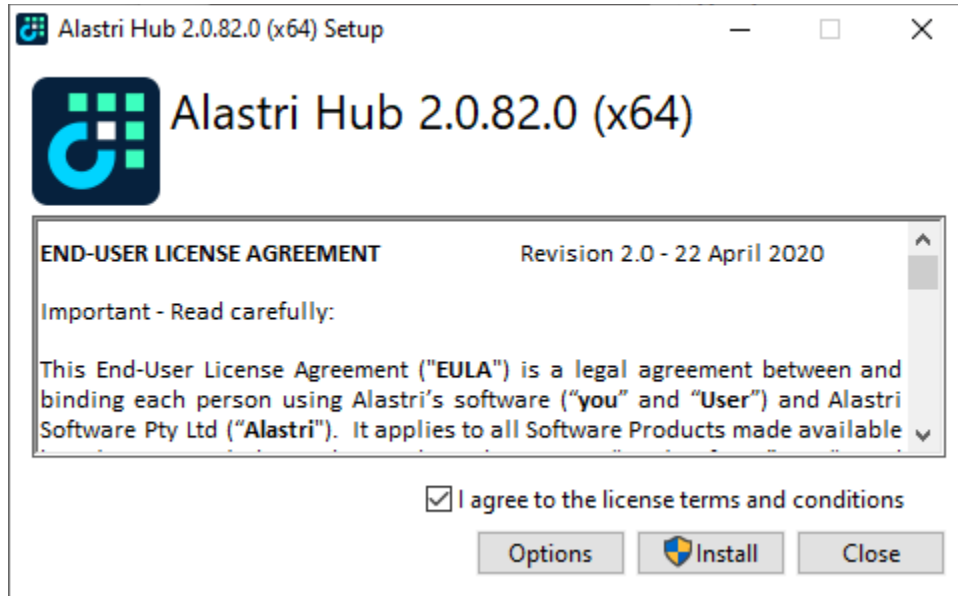 Alastri Hub 2.0.82.0 (x64) Setup
Alastri Hub 2.0.82.0 (x64)
END-USER LICENSE AGREEMENT Revision 2.0 - 22 April 2020
Important - Read carefully:
This End-User License Agreement ("EULA") is a legal agreement between and
binding each person using Alastri’s software (“you” and “User”) and Alastri
Software Pty Ltd (“Alastri"). It applies to all Software Products made available
I agree to the license terms and conditions
Options Install Close